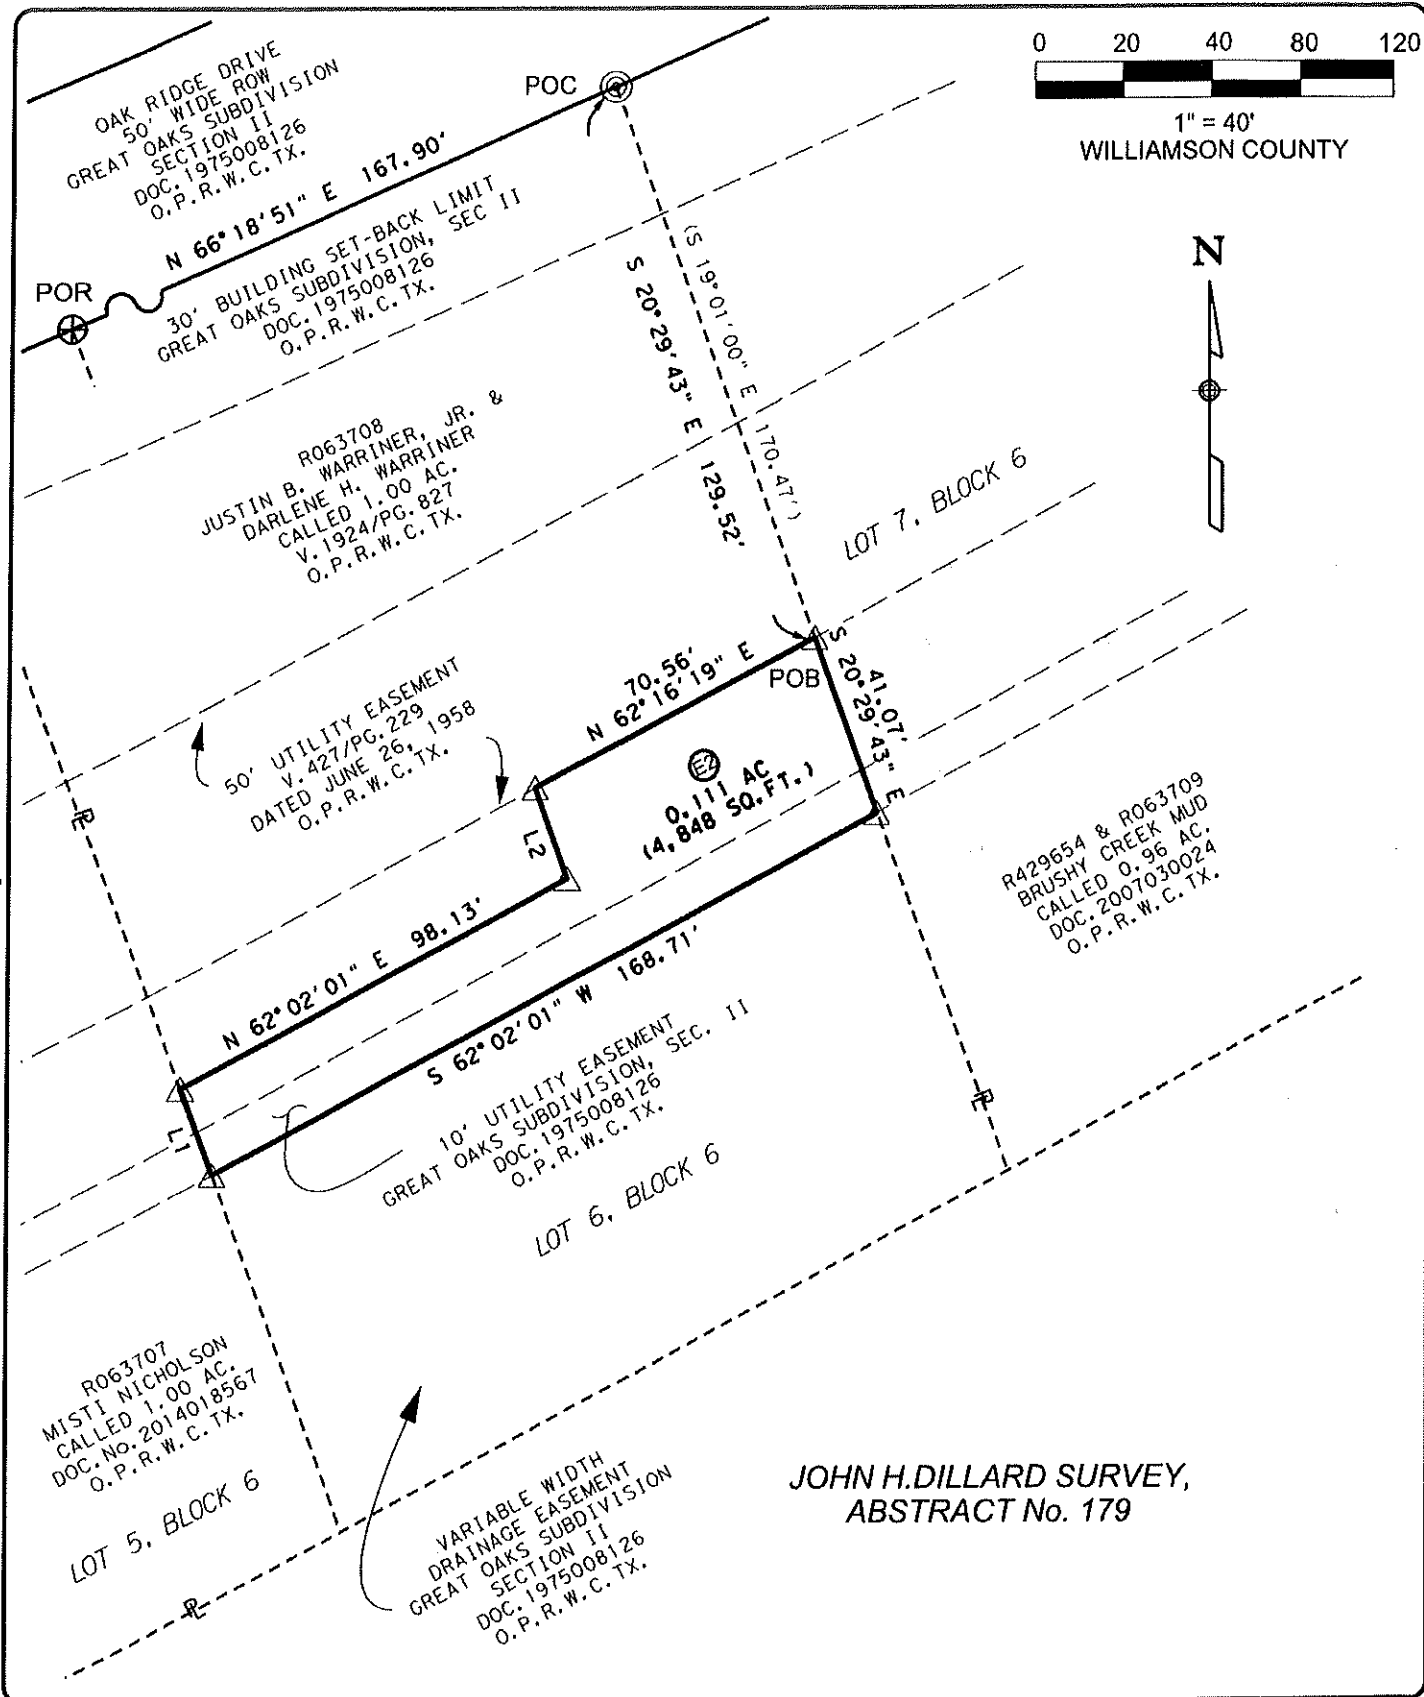 0 20 40 80 120
1" = 40'
WILLIAMSON COUNTY
N
OAK RIDGE DRIVE
50' WIDE ROW
GREAT OAKS SUBDIVISION
SECTION II
DOC. 1975008126
O.P.R.W.C.TX.
POC
N 66°18'51" E 167.90'
POR
30' BUILDING SET-BACK LIMIT
GREAT OAKS SUBDIVISION, SEC II
DOC. 1975008126
O.P.R.W.C.TX.
(S 19°01'00" E 170.47')
S 20°29'43" E 129.52'
R063708
JUSTIN B. WARRINER, JR. &
DARLENE H. WARRINER
CALLED 1.00 AC.
V.1924/PG.827
O.P.R.W.C.TX.
LOT 7, BLOCK 6
50' UTILITY EASEMENT
V.427/PG.229
DATED JUNE 26, 1958
O.P.R.W.C.TX.
70.56'
N 62°16'19" E
POB
41.07'
S 20°29'43" E
E2
0.111 AC
(4,848 SQ.FT.)
L2
PL
R429654 & R063709
BRUSHY CREEK MUD
CALLED 0.96 AC.
DOC.2007030024
O.P.R.W.C.TX.
N 62°02'01" E 98.13'
S 62°02'01" W 168.71'
L1
10' UTILITY EASEMENT
GREAT OAKS SUBDIVISION, SEC. II
DOC.1975008126
O.P.R.W.C.TX.
PL
LOT 6, BLOCK 6
R063707
MISTI NICHOLSON
CALLED 1.00 AC.
DOC.No.2014018567
O.P.R.W.C.TX.
LOT 5, BLOCK 6
PL
VARIABLE WIDTH
DRAINAGE EASEMENT
GREAT OAKS SUBDIVISION
SECTION II
DOC.1975008126
O.P.R.W.C.TX.
JOHN H.DILLARD SURVEY,
ABSTRACT No. 179